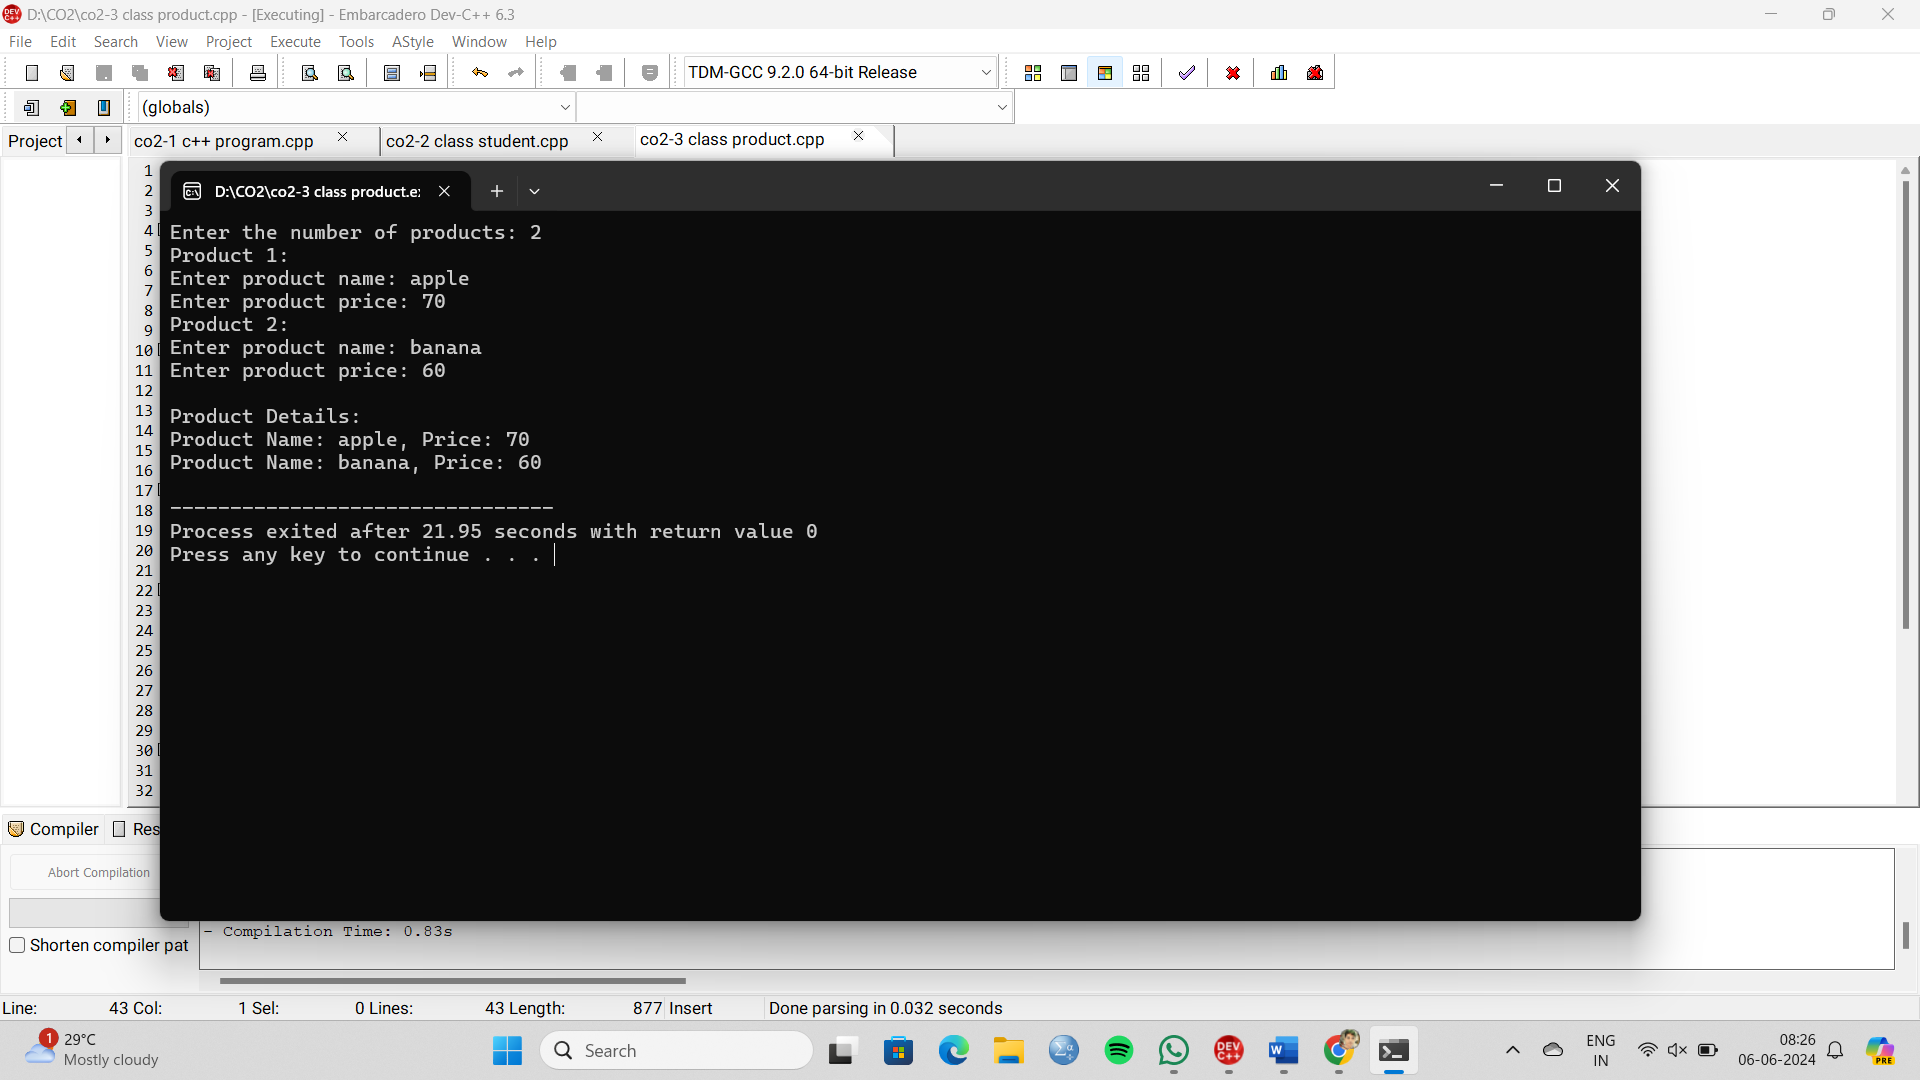 D:\CO2\co2-3 class product.cpp - [Executing] - Embarcadero Dev-C++ 6.3
File Edit Search View Project Execute Tools AStyle Window Help
TDM-GCC 9.2.0 64-bit Release
(globals)
Project co2-1 c++ program.cpp co2-2 class student.cpp co2-3 class product.cpp
D:\CO2\co2-3 class product.e:
1
2
3
4
5
6
7
8
9
10
11
12
13
14
15
16
17
18
19
20
21
22
23
24
25
26
27
28
29
30
31
32
Enter the number of products: 2
Product 1:
Enter product name: apple
Enter product price: 70
Product 2:
Enter product name: banana
Enter product price: 60
Product Details:
Product Name: apple, Price: 70
Product Name: banana, Price: 60
--------------------------------
Process exited after 21.95 seconds with return value 0
Press any key to continue . . .
Compiler Res
Abort Compilation
Shorten compiler pat
- Compilation Time: 0.83s
Line: 43 Col: 1 Sel: 0 Lines: 43 Length: 877 Insert Done parsing in 0.032 seconds
1
29°C
Mostly cloudy
Search
DEV C++
ENG
IN
08:26
06-06-2024
PRE